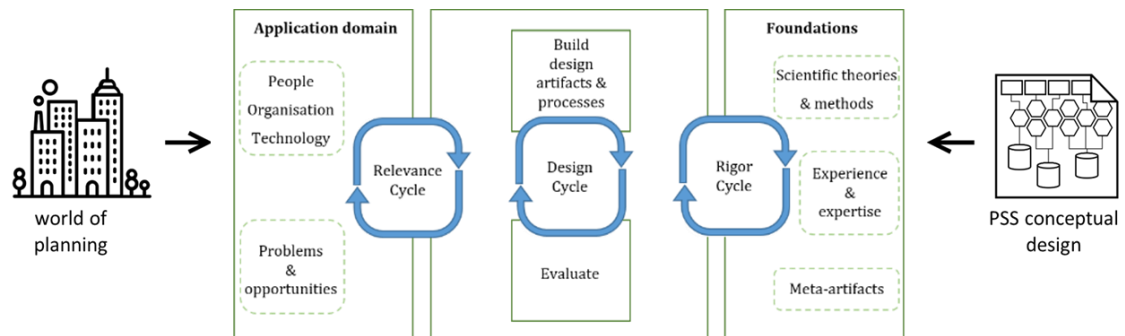 world of
planning
Application domain
People
Organisation
Technology
Problems
&
opportunities
Relevance
Cycle
Build
design
artifacts &
processes
Design
Cycle
Evaluate
Rigor
Cycle
Foundations
Scientific theories
& methods
Experience
&
expertise
Meta-artifacts
PSS conceptual
design